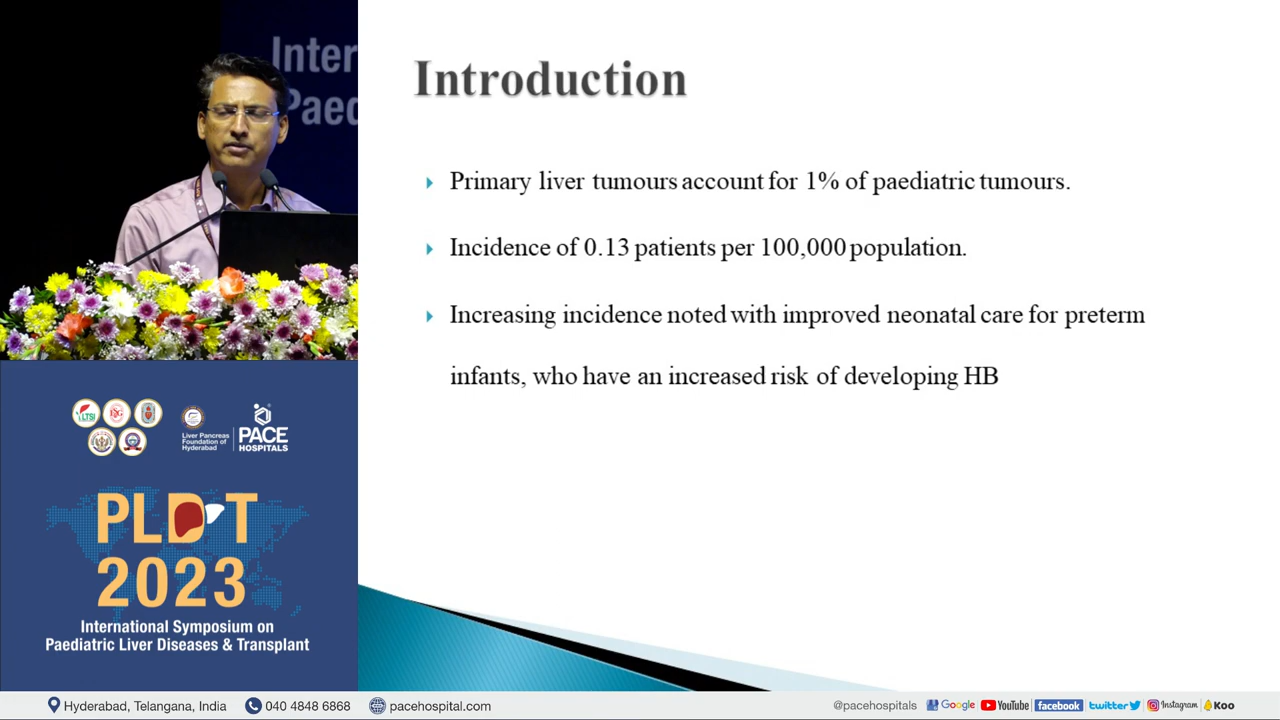 Inter
Paed
Introduction
Primary liver tumours account for 1% of paediatric tumours.
Incidence of 0.13 patients per 100,000 population.
Increasing incidence noted with improved neonatal care for preterm
infants, who have an increased risk of developing HB
LTSI
Liver Pancreas
Foundation of
Hyderabad
PACE
HOSPITALS
PLDT
2023
International Symposium on
Paediatric Liver Diseases & Transplant
Hyderabad, Telangana, India
040 4848 6868
pacehospital.com
@pacehospitals
Google
YouTube
facebook
twitter
Instagram
Koo